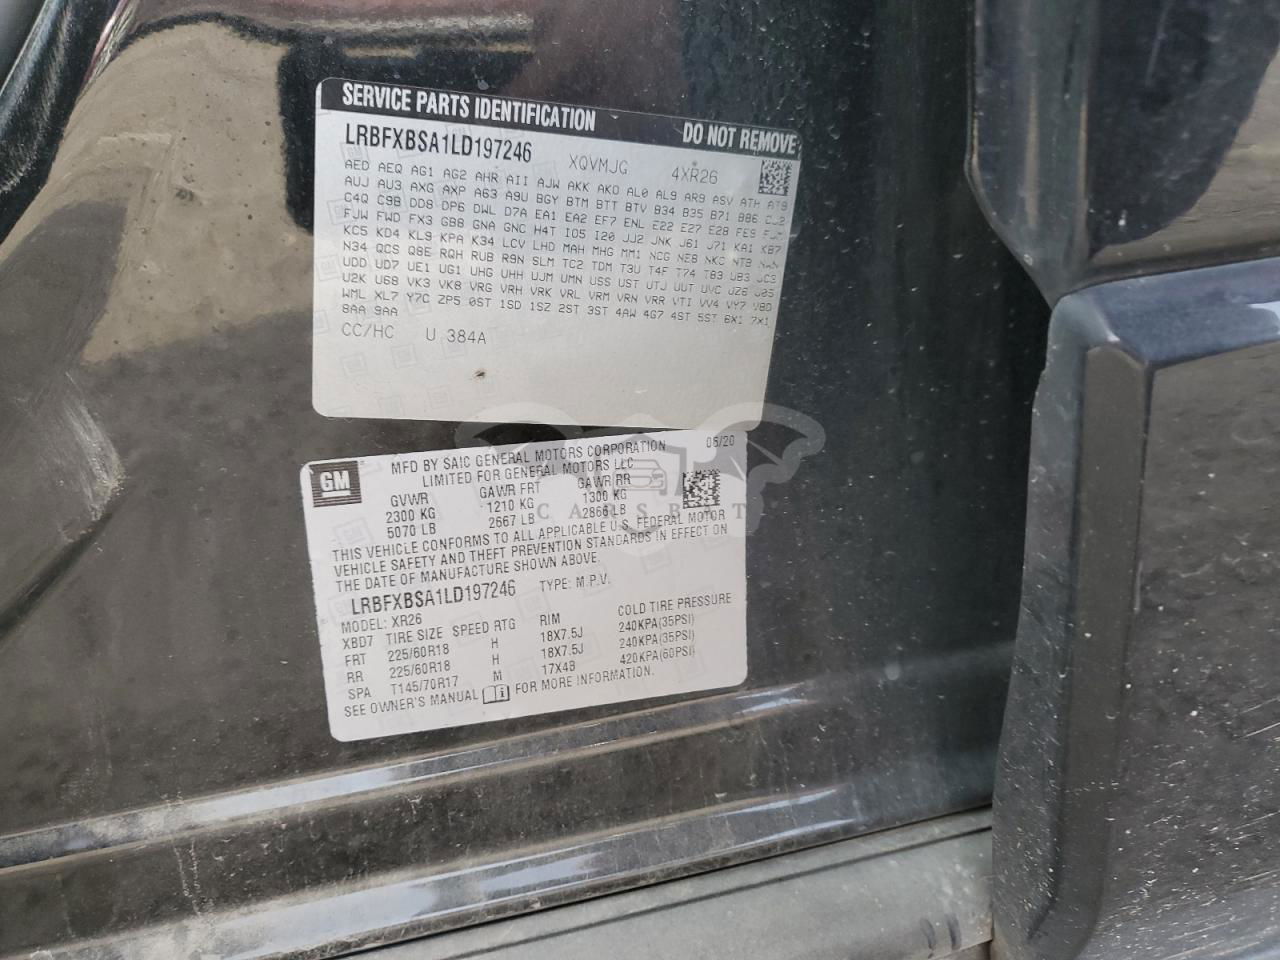 SERVICE PARTS IDENTIFICATION DO NOT REMOVE
LRBFXBSA1LD197246 XQVMJG 4XR26
AED AEQ AG1 AG2 AHR AII AJW AKK AKO AL0 AL9 AR9 ASV ATH AT9
AUJ AU3 AXG AXP A63 A9U BGY BTM BTT BTV B34 B35 B71 BB6 CJ2
C4Q C9B DD8 DP6 DWL D7A EA1 EA2 EF7 ENL E22 E27 E28 FE9 FJM
FJW FWD FX3 GB8 GNA GNC H4T IO5 I20 JJ2 JNK J61 J71 KA1 KB7
KC5 KD4 KL9 KPA K34 LCV LHD MAH MHG MM1 NCG NE8 NKC NTB
N34 QCS Q8E RQH RUB R9N SLM TC2 TDM T3U T4F T74 T83 UB3 UC3
UDD UD7 UE1 UG1 UHG UHH UJM UMN USS UST UTJ UUT UVC JZ6 J05
U2K U68 VK3 VK8 VRG VRH VRK VRL VRM VRN VRR VTI VV4 VY7 V8D
WML XL7 Y7C ZP5 0ST 1SD 1SZ 2ST 3ST 4AW 4G7 4ST 5ST 6X1 7X1
8AA 9AA
CC/HC U 384A
GM MFD BY SAIC GENERAL MOTORS CORPORATION 05/20
LIMITED FOR GENERAL MOTORS LLC
GVWR GAWR FRT GAWR RR
2300 KG 1210 KG 1300 KG
5070 LB 2667 LB 2866 LB
CARSBAT
THIS VEHICLE CONFORMS TO ALL APPLICABLE U.S. FEDERAL MOTOR
VEHICLE SAFETY AND THEFT PREVENTION STANDARDS IN EFFECT ON
THE DATE OF MANUFACTURE SHOWN ABOVE.
LRBFXBSA1LD197246 TYPE: M.P.V.
MODEL: XR26
XBD7 TIRE SIZE SPEED RTG RIM COLD TIRE PRESSURE
FRT 225/60R18 H 18X7.5J 240KPA(35PSI)
RR 225/60R18 H 18X7.5J 240KPA(35PSI)
SPA T145/70R17 M 17X4B 420KPA(60PSI)
SEE OWNER'S MANUAL FOR MORE INFORMATION.